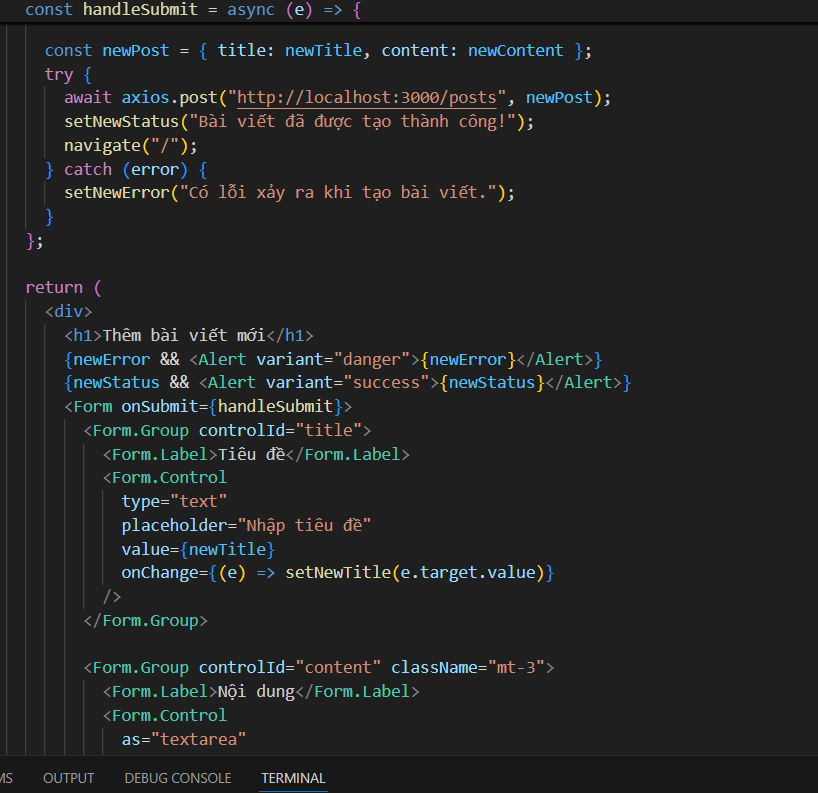 const handleSubmit = async (e) => {
const newPost = { title: newTitle, content: newContent };
try {
await axios.post("http://localhost:3000/posts", newPost);
setNewStatus("Bài viết đã được tạo thành công!");
navigate("/");
} catch (error) {
setNewError("Có lỗi xảy ra khi tạo bài viết.");
}
};
return (
<div>
<h1>Thêm bài viết mới</h1>
{newError && <Alert variant="danger">{newError}</Alert>}
{newStatus && <Alert variant="success">{newStatus}</Alert>}
<Form onSubmit={handleSubmit}>
<Form.Group controlId="title">
<Form.Label>Tiêu đề</Form.Label>
<Form.Control
type="text"
placeholder="Nhập tiêu đề"
value={newTitle}
onChange={(e) => setNewTitle(e.target.value)}
/>
</Form.Group>
<Form.Group controlId="content" className="mt-3">
<Form.Label>Nội dung</Form.Label>
<Form.Control
as="textarea"
MS OUTPUT DEBUG CONSOLE TERMINAL